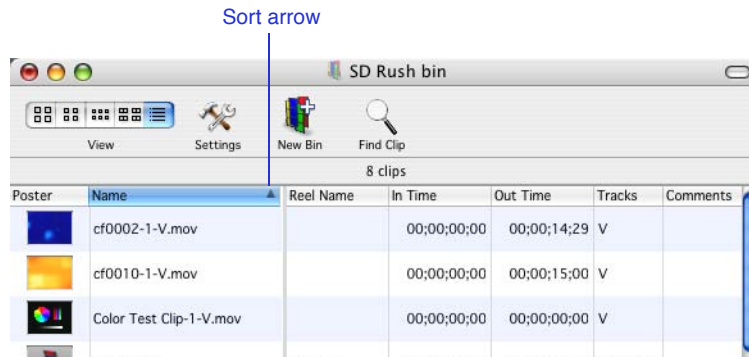 Sort arrow
SD Rush bin
View Settings New Bin Find Clip
8 clips
Poster Name Reel Name In Time Out Time Tracks Comments
cf0002-1-V.mov 00;00;00;00 00;00;14;29 V
cf0010-1-V.mov 00;00;00;00 00;00;15;00 V
Color Test Clip-1-V.mov 00;00;00;00 00;00;00;00 V